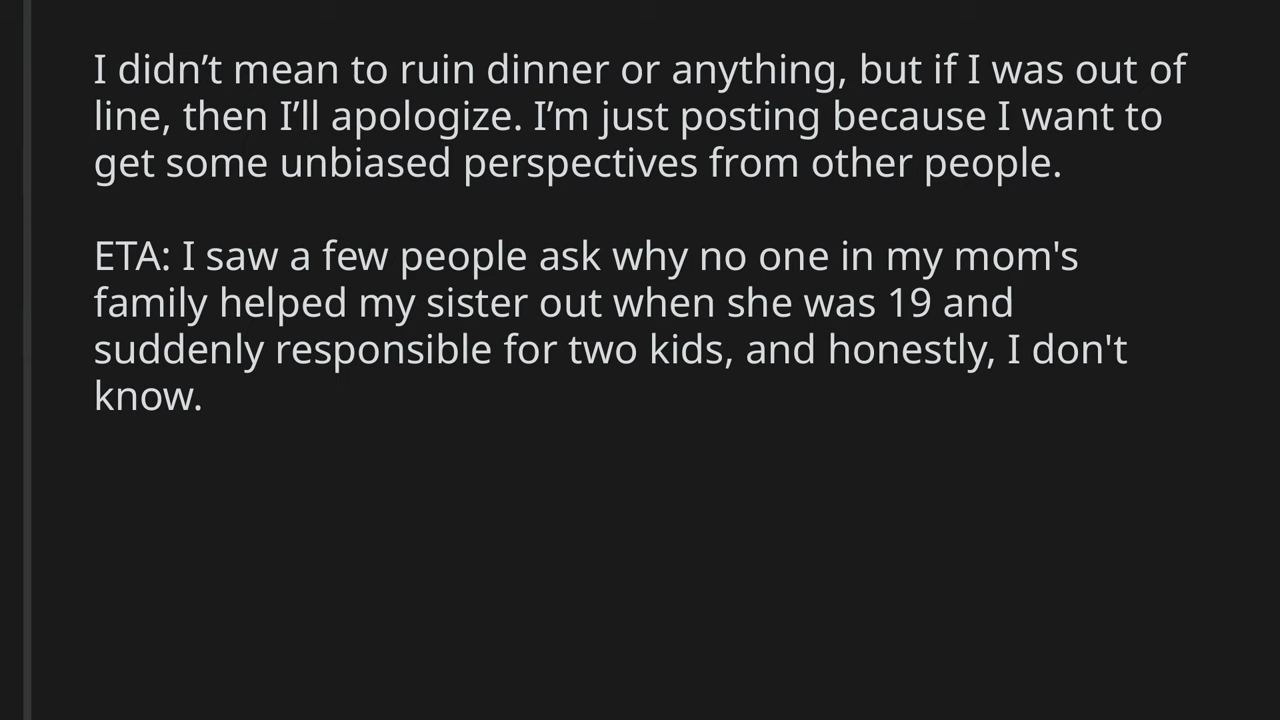 I didn’t mean to ruin dinner or anything, but if I was out of
line, then I’ll apologize. I’m just posting because I want to
get some unbiased perspectives from other people.
ETA: I saw a few people ask why no one in my mom's
family helped my sister out when she was 19 and
suddenly responsible for two kids, and honestly, I don't
know.